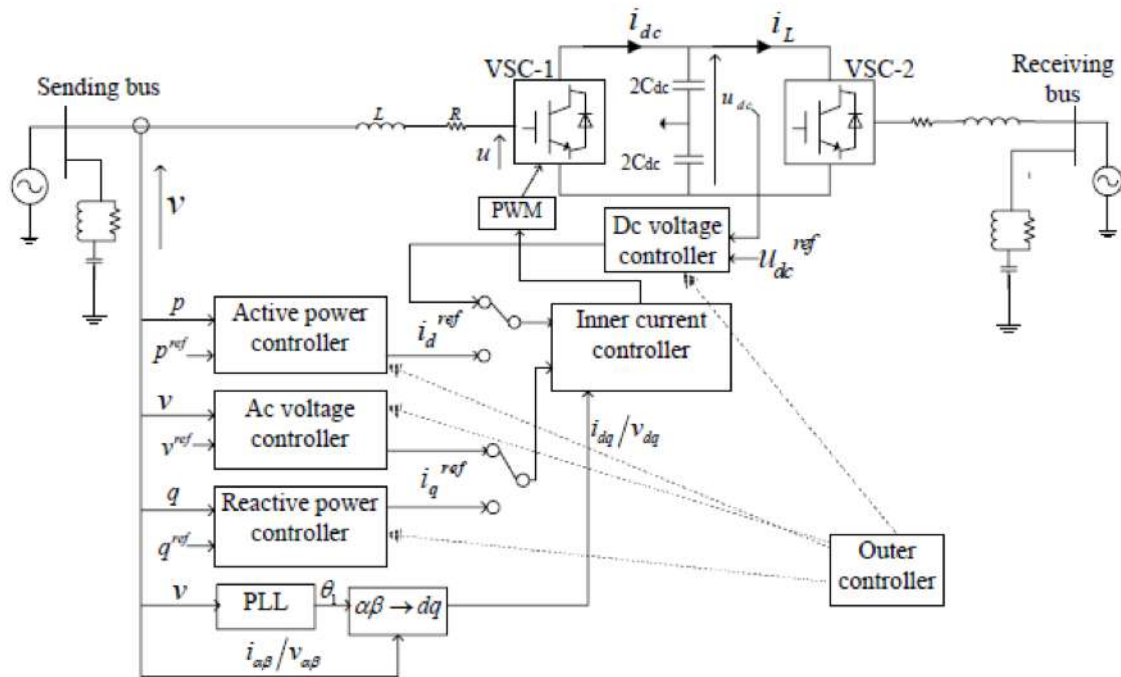 i_dc
i_L
VSC-1
VSC-2
Sending bus
Receiving
bus
2Cdc
u_dc
L
R
u
2Cdc
v
PWM
Dc voltage
controller
u_dc^ref
p
Active power
controller
p^ref
i_d^ref
Inner current
controller
v
Ac voltage
controller
v^ref
i_dq/v_dq
i_q^ref
q
Reactive power
controller
q^ref
Outer
controller
v
PLL
θ_1
αβ → dq
i_αβ/v_αβ